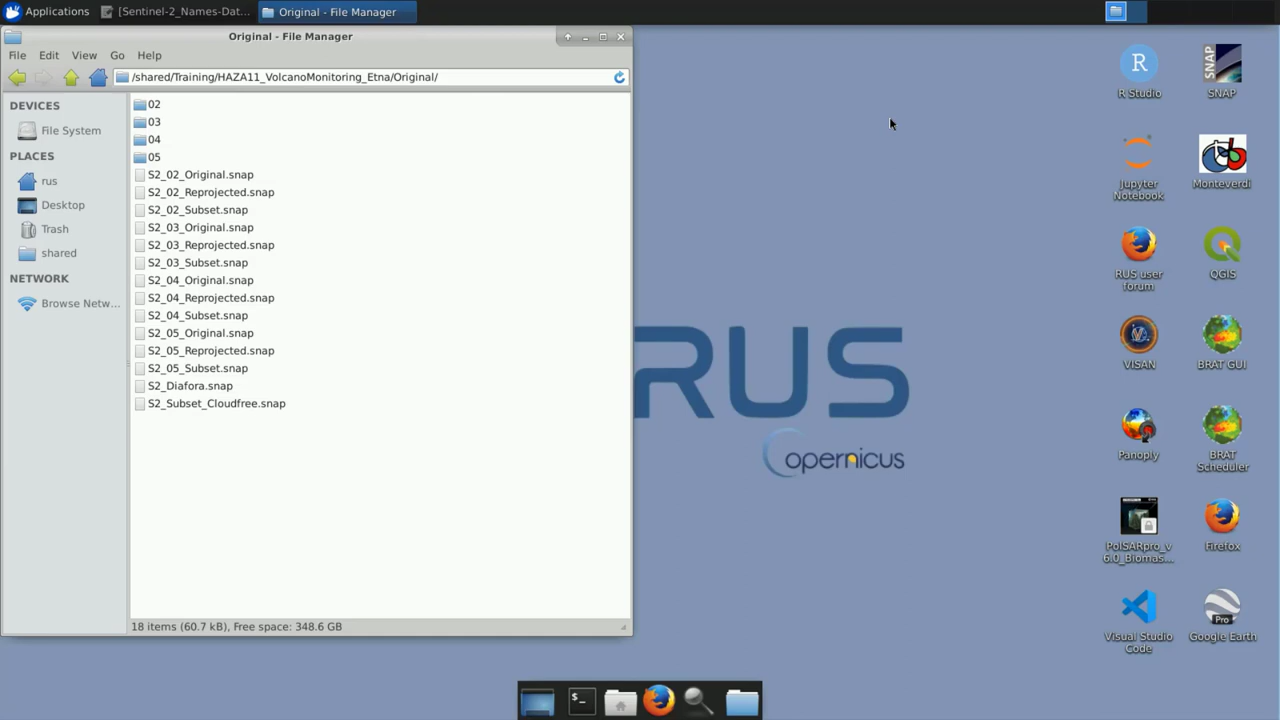 Applications
[Sentinel-2_Names-Dat...
Original - File Manager
Original - File Manager
File Edit View Go Help
/shared/Training/HAZA11_VolcanoMonitoring_Etna/Original/
DEVICES
File System
PLACES
rus
Desktop
Trash
shared
NETWORK
Browse Netw...
02
03
04
05
S2_02_Original.snap
S2_02_Reprojected.snap
S2_02_Subset.snap
S2_03_Original.snap
S2_03_Reprojected.snap
S2_03_Subset.snap
S2_04_Original.snap
S2_04_Reprojected.snap
S2_04_Subset.snap
S2_05_Original.snap
S2_05_Reprojected.snap
S2_05_Subset.snap
S2_Diafora.snap
S2_Subset_Cloudfree.snap
18 items (60.7 kB), Free space: 348.6 GB
RUS
opernicus
R Studio
SNAP
SNAP
Jupyter
Notebook
Monteverdi
RUS user
forum
QGIS
VISAN
BRAT GUI
Panoply
BRAT
Scheduler
PolSARpro_v
6.0_Biomas...
Firefox
Visual Studio
Code
Pro
Google Earth